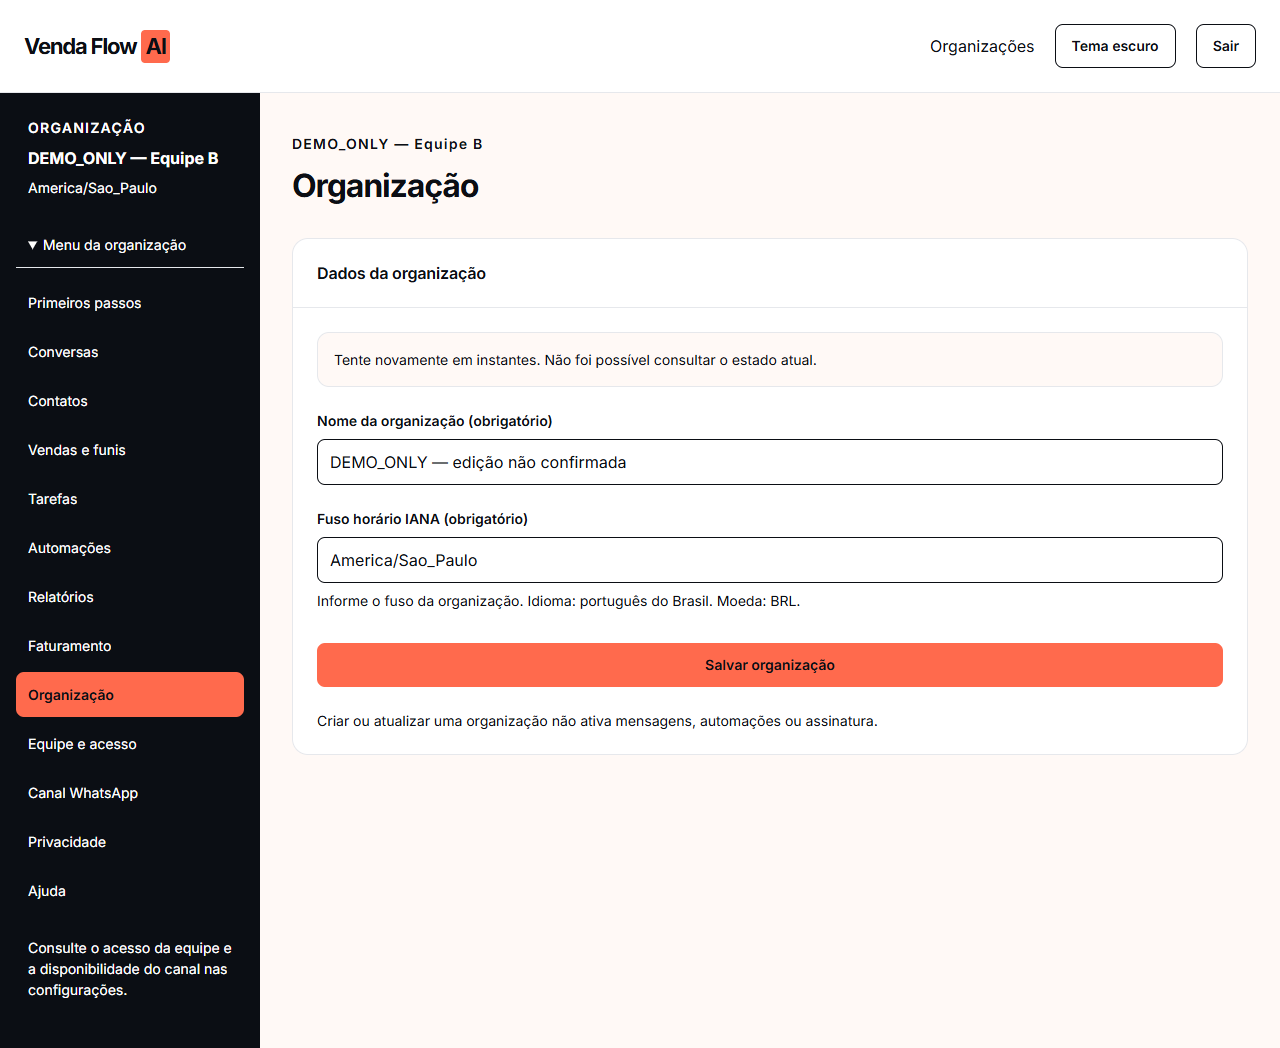 Venda Flow AI
Organizações
Tema escuro
Sair
ORGANIZAÇÃO
DEMO_ONLY — Equipe B
America/Sao_Paulo
▼ Menu da organização
Primeiros passos
Conversas
Contatos
Vendas e funis
Tarefas
Automações
Relatórios
Faturamento
Organização
Equipe e acesso
Canal WhatsApp
Privacidade
Ajuda
Consulte o acesso da equipe e
a disponibilidade do canal nas
configurações.
DEMO_ONLY — Equipe B
Organização
Dados da organização
Tente novamente em instantes. Não foi possível consultar o estado atual.
Nome da organização (obrigatório)
DEMO_ONLY — edição não confirmada
Fuso horário IANA (obrigatório)
America/Sao_Paulo
Informe o fuso da organização. Idioma: português do Brasil. Moeda: BRL.
Salvar organização
Criar ou atualizar uma organização não ativa mensagens, automações ou assinatura.